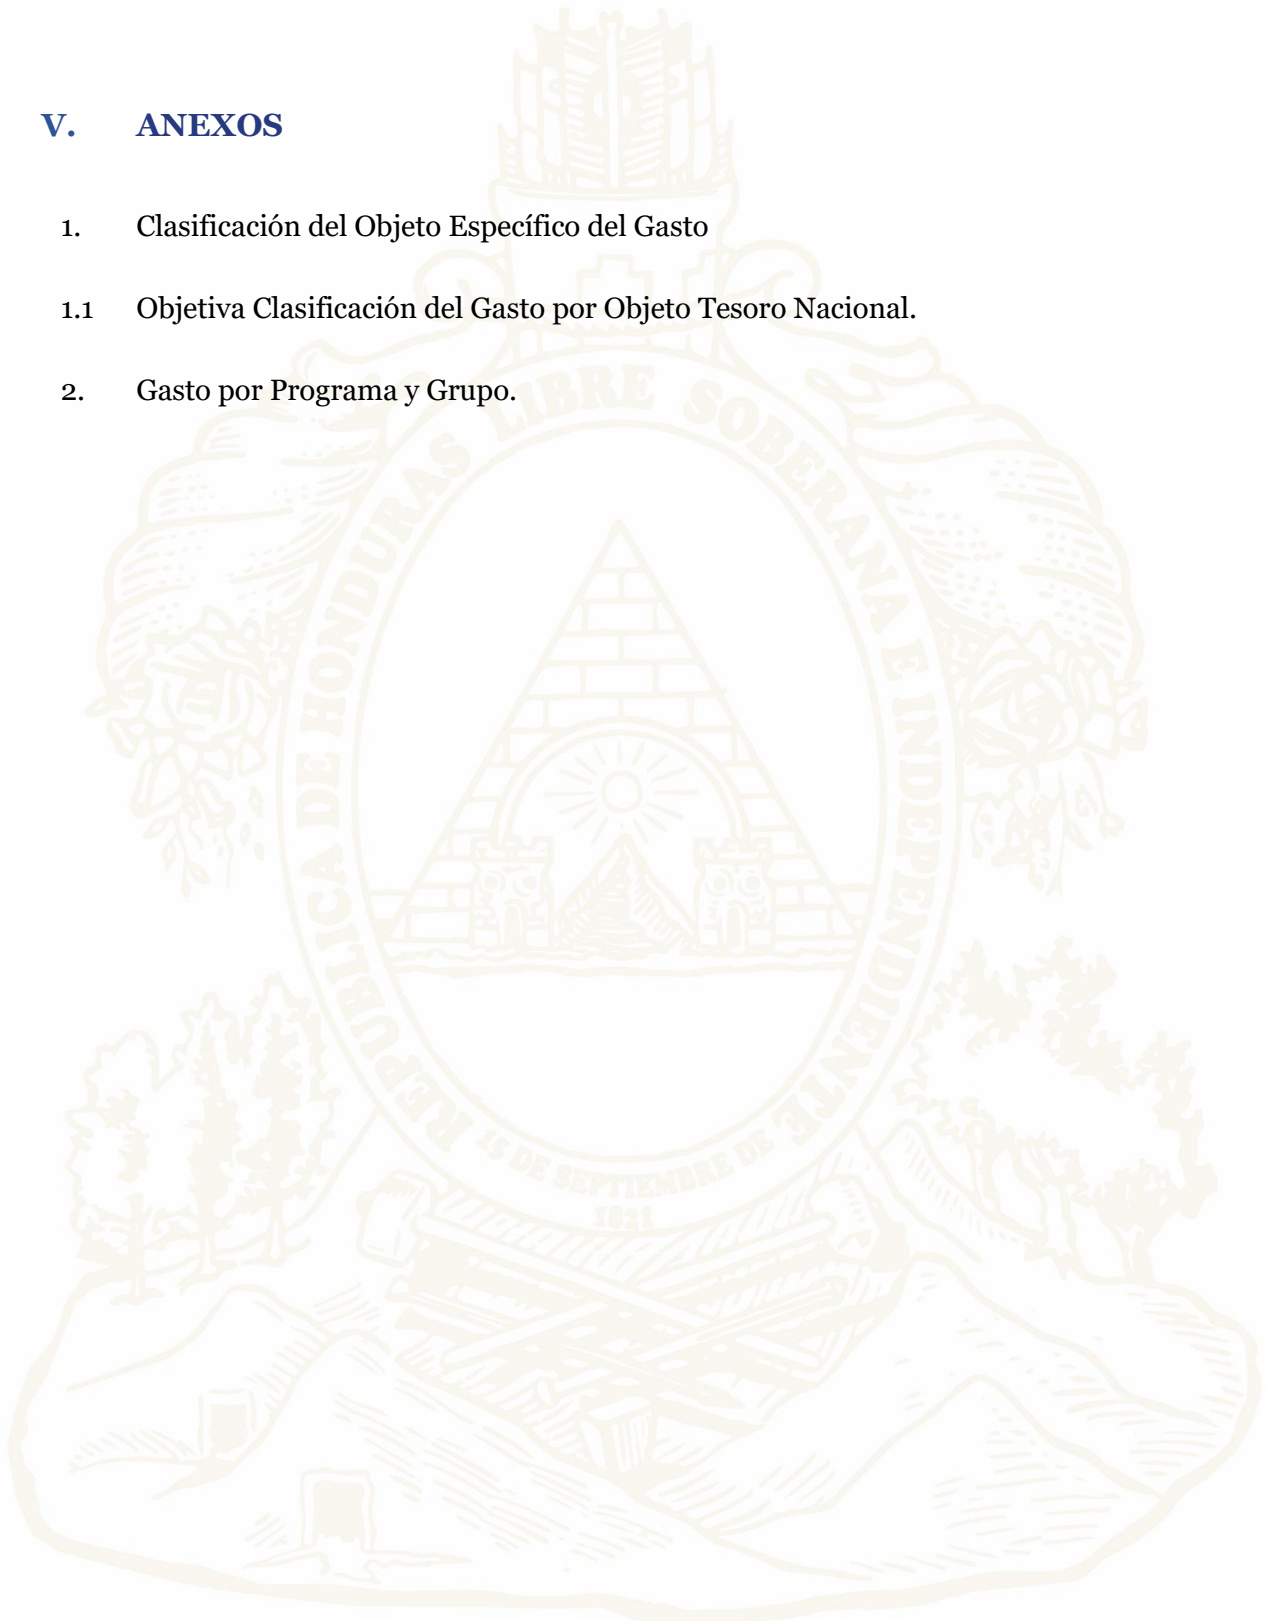 V. ANEXOS
1. Clasificación del Objeto Específico del Gasto
1.1 Objetiva Clasificación del Gasto por Objeto Tesoro Nacional.
2. Gasto por Programa y Grupo.
REPUBLICA DE HONDURAS LIBRE SOBERANA E INDEPENDIENTE
15 DE SEPTIEMBRE DE
1821